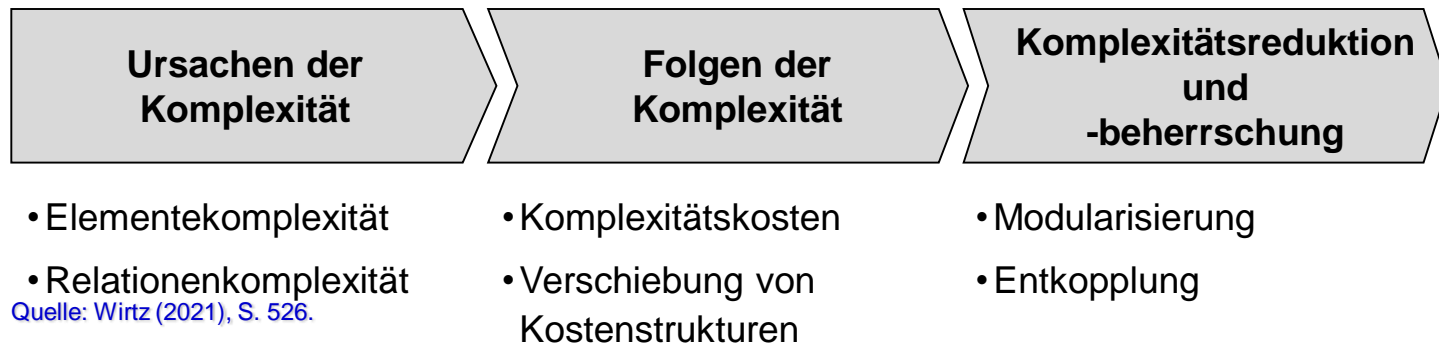 Ursachen der
Komplexität
Folgen der
Komplexität
Komplexitätsreduktion
und
-beherrschung
• Elementekomplexität
• Relationenkomplexität
Quelle: Wirtz (2021), S. 526.
• Komplexitätskosten
• Verschiebung von
Kostenstrukturen
• Modularisierung
• Entkopplung